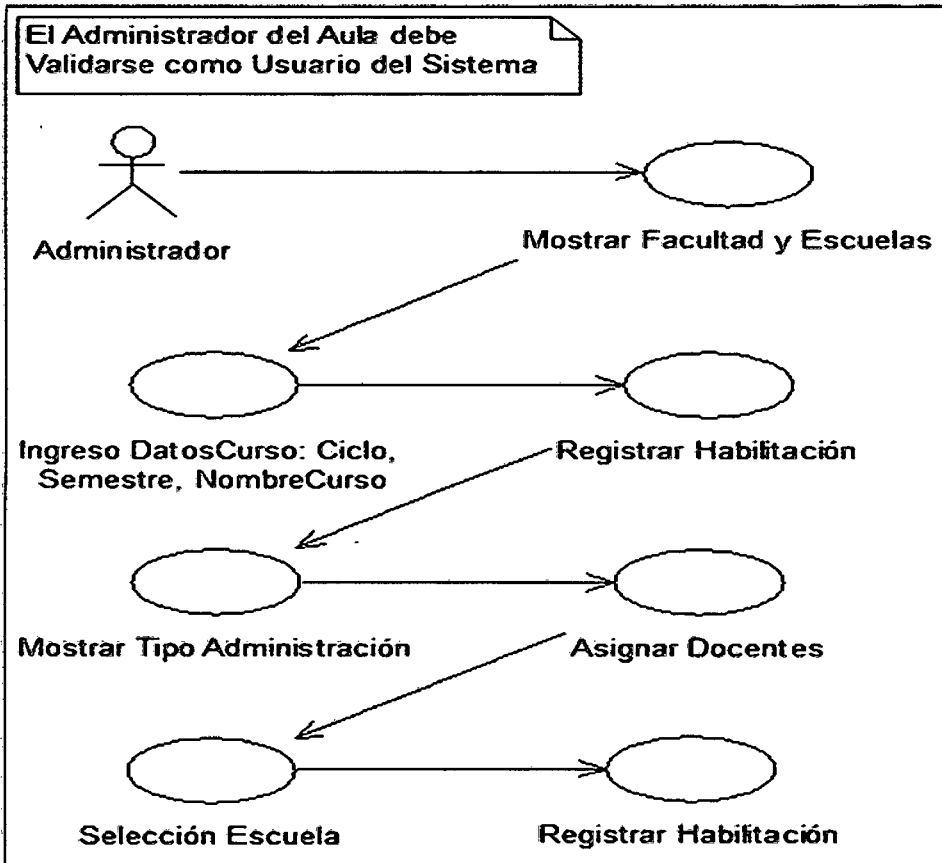 El Administrador del Aula debe
Validarse como Usuario del Sistema
Administrador
Mostrar Facultad y Escuelas
Ingreso DatosCurso: Ciclo,
Semestre, NombreCurso
Registrar Habilitación
Mostrar Tipo Administración
Asignar Docentes
Selección Escuela
Registrar Habilitación